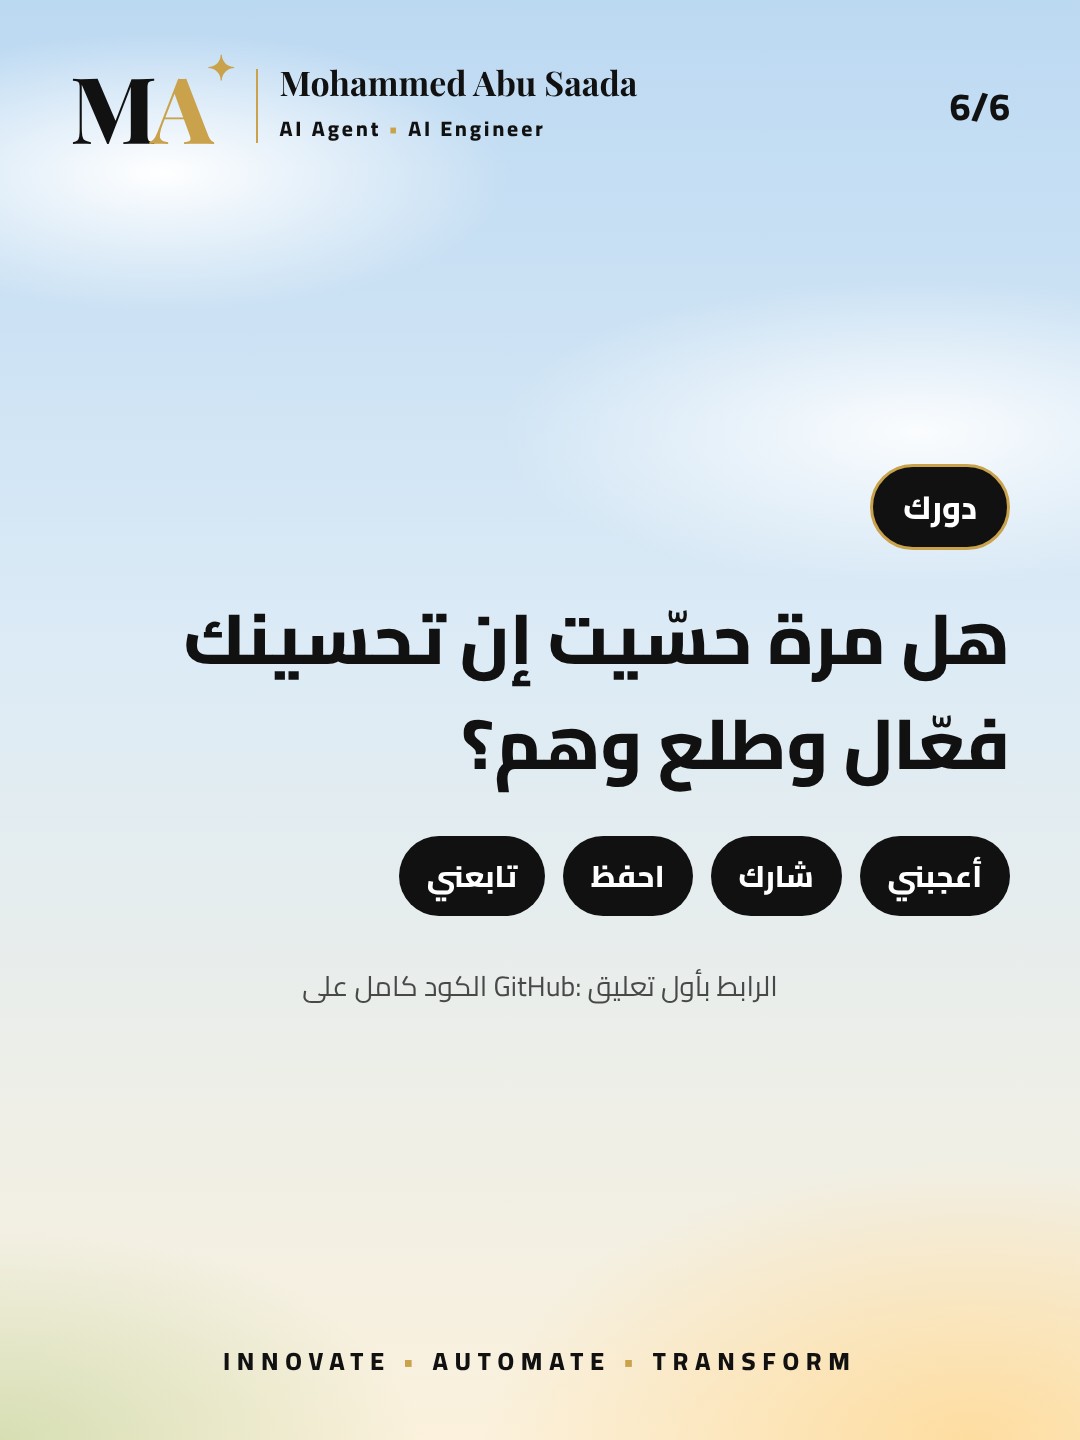 MA
Mohammed Abu Saada
AI Agent ▪ AI Engineer
6/6
دورك
هل مرة حسّيت إن تحسينك
فعّال وطلع وهم؟
أعجبني
شارك
احفظ
تابعني
الرابط بأول تعليق :GitHub الكود كامل على
INNOVATE ▪ AUTOMATE ▪ TRANSFORM